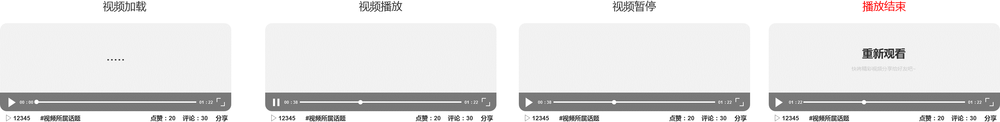 视频加载
视频播放
视频暂停
播放结束
.....
重新观看
快将精彩视频分享给好友吧~
00：00
01：22
00：38
01：22
00：38
01：22
01：22
01：22
12345 #视频所属话题 点赞：20 评论：30 分享
12345 #视频所属话题 点赞：20 评论：30 分享
12345 #视频所属话题 点赞：20 评论：30 分享
12345 #视频所属话题 点赞：20 评论：30 分享